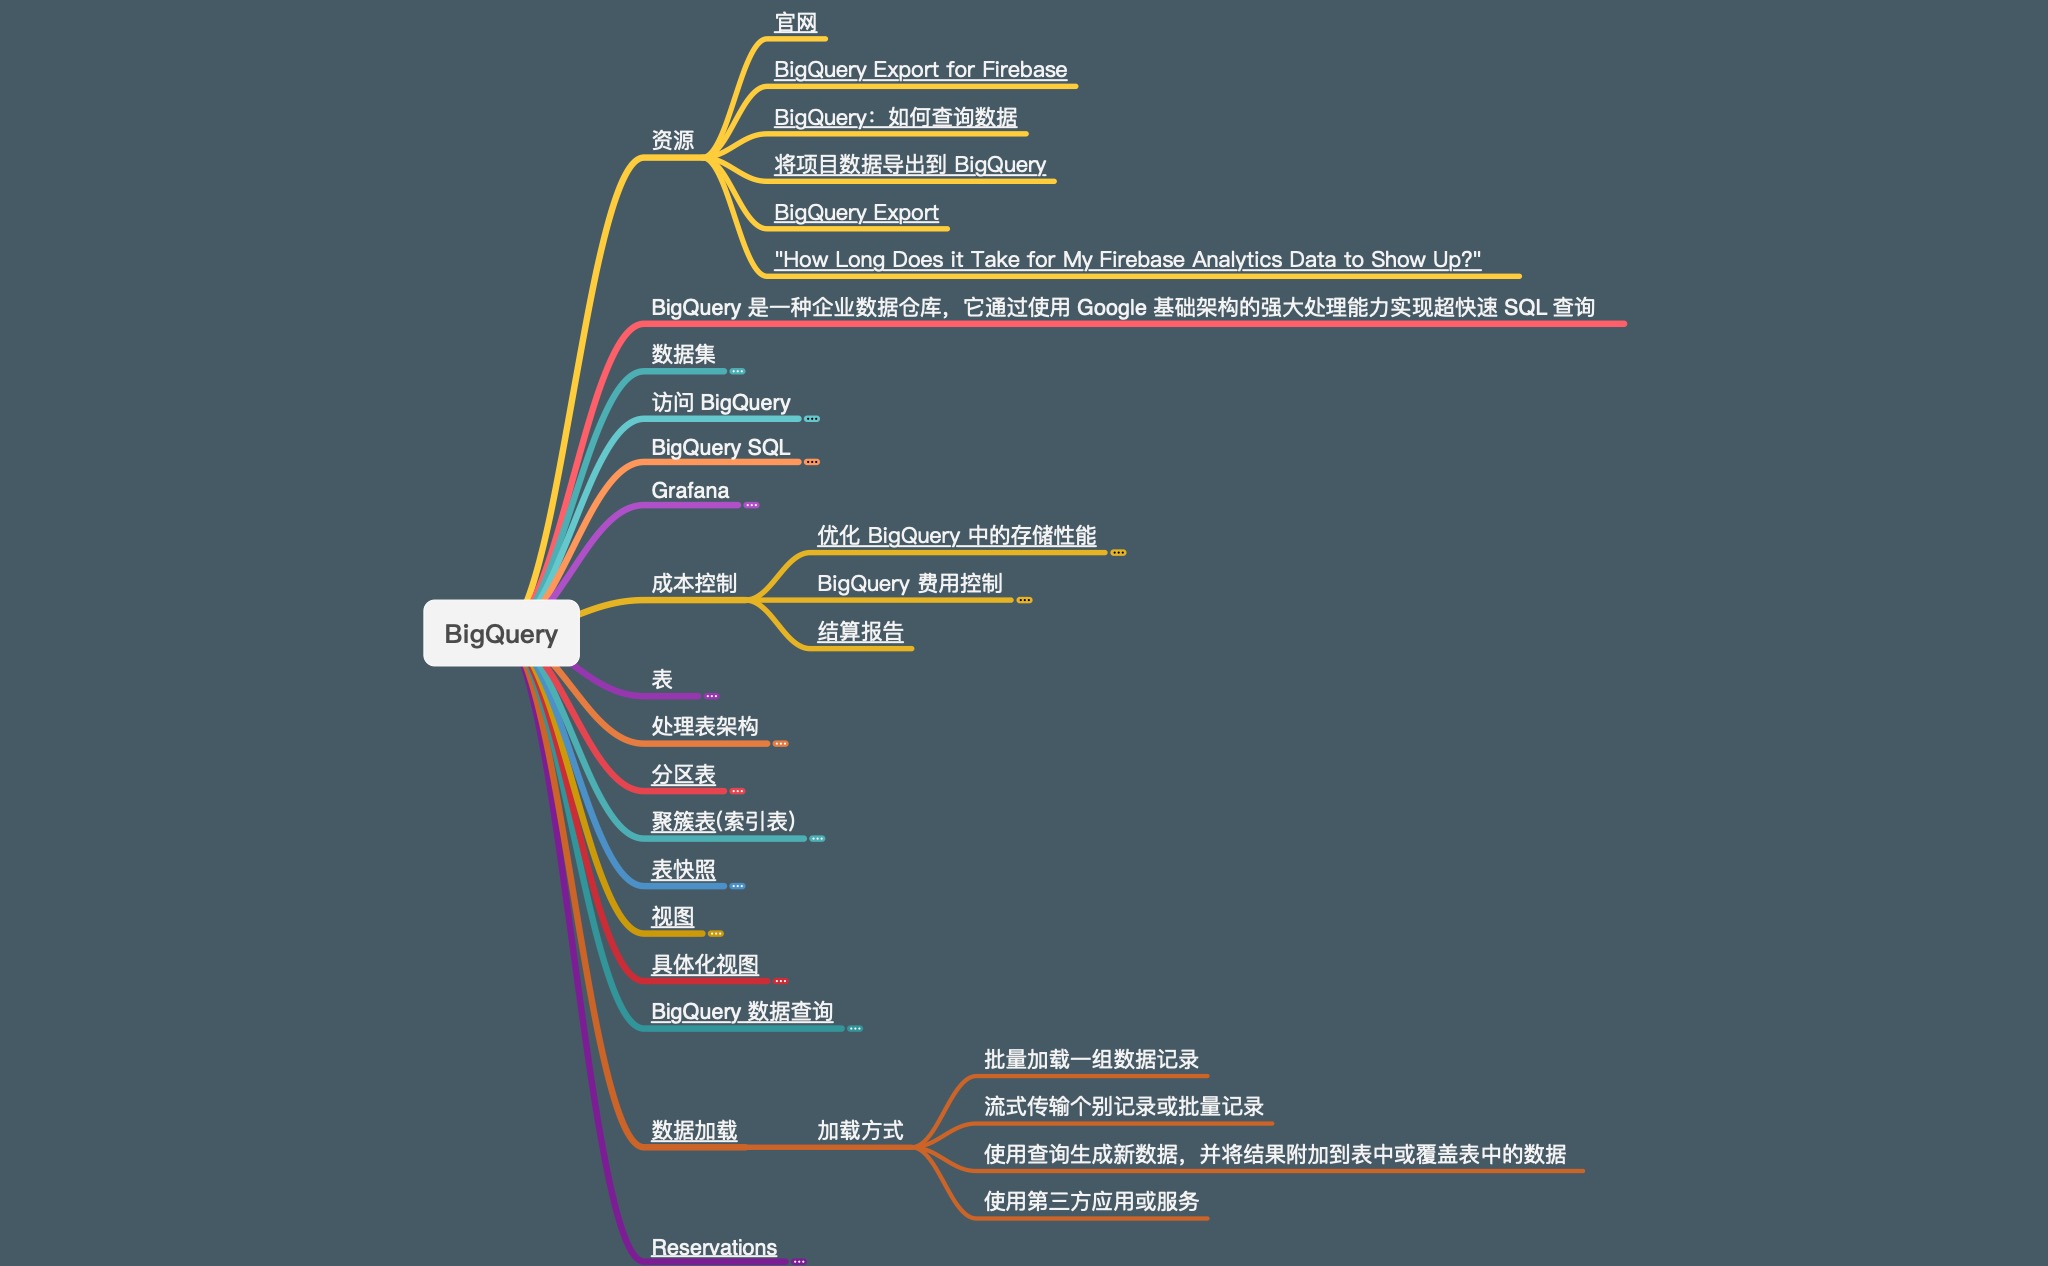 官网
BigQuery Export for Firebase
BigQuery：如何查询数据
资源
将项目数据导出到 BigQuery
BigQuery Export
"How Long Does it Take for My Firebase Analytics Data to Show Up?"
BigQuery 是一种企业数据仓库，它通过使用 Google 基础架构的强大处理能力实现超快速 SQL 查询
数据集
访问 BigQuery
BigQuery SQL
Grafana
优化 BigQuery 中的存储性能
成本控制
BigQuery 费用控制
结算报告
BigQuery
表
处理表架构
分区表
聚簇表(索引表)
表快照
视图
具体化视图
BigQuery 数据查询
批量加载一组数据记录
流式传输个别记录或批量记录
数据加载
加载方式
使用查询生成新数据，并将结果附加到表中或覆盖表中的数据
使用第三方应用或服务
Reservations